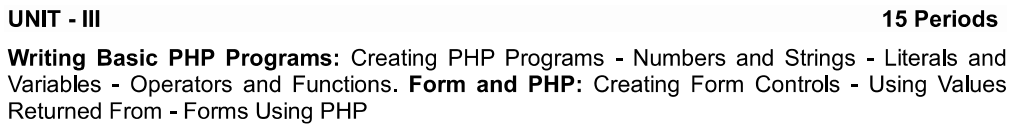 UNIT - III 15 Periods
Writing Basic PHP Programs: Creating PHP Programs - Numbers and Strings - Literals and
Variables - Operators and Functions. Form and PHP: Creating Form Controls - Using Values
Returned From - Forms Using PHP